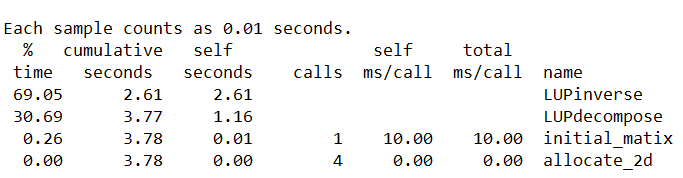 Each sample counts as 0.01 seconds.
% cumulative self self total
time seconds seconds calls ms/call ms/call name
69.05 2.61 2.61 LUPinverse
30.69 3.77 1.16 LUPdecompose
0.26 3.78 0.01 1 10.00 10.00 initial_matix
0.00 3.78 0.00 4 0.00 0.00 allocate_2d